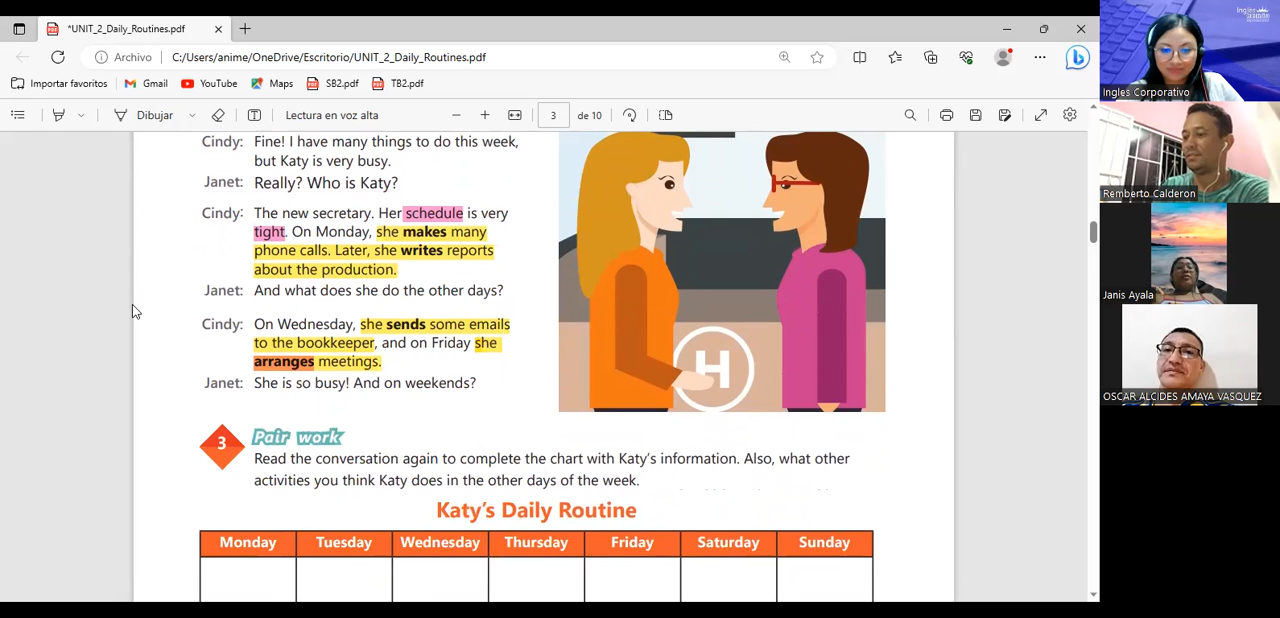 *UNIT_2_Daily_Routines.pdf
Archivo
C:/Users/anime/OneDrive/Escritorio/UNIT_2_Daily_Routines.pdf
Importar favoritos
Gmail
YouTube
Maps
SB2.pdf
TB2.pdf
Dibujar
Lectura en voz alta
3
de 10
Cindy: Fine! I have many things to do this week,
but Katy is very busy.
Janet: Really? Who is Katy?
Cindy: The new secretary. Her schedule is very
tight. On Monday, she makes many
phone calls. Later, she writes reports
about the production.
Janet: And what does she do the other days?
Cindy: On Wednesday, she sends some emails
to the bookkeeper, and on Friday she
arranges meetings.
Janet: She is so busy! And on weekends?
H
3
Pair work
Read the conversation again to complete the chart with Katy's information. Also, what other
activities you think Katy does in the other days of the week.
Katy's Daily Routine
Monday Tuesday Wednesday Thursday Friday Saturday Sunday
Ingles Corporativo
Remberto Calderon
Janis Ayala
OSCAR ALCIDES AMAYA VASQUEZ